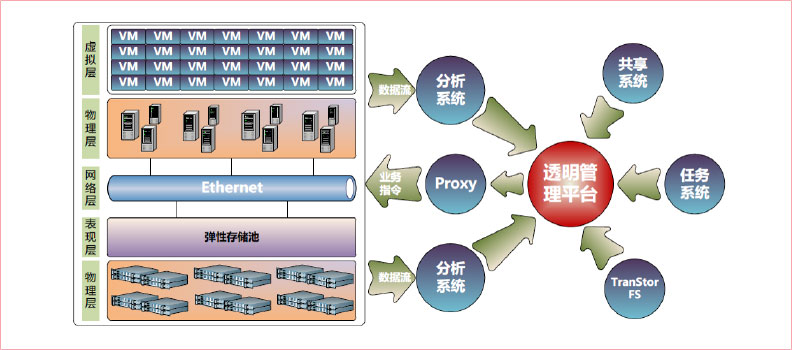 虚拟层
VM VM VM VM VM VM VM
VM VM VM VM VM VM VM
VM VM VM VM VM VM VM
VM VM VM VM VM VM VM
物理层
网络层
Ethernet
表现层
弹性存储池
物理层
数据流
分析
系统
业务
指令
Proxy
数据流
分析
系统
透明管
理平台
共享
系统
任务
系统
TranStor
FS